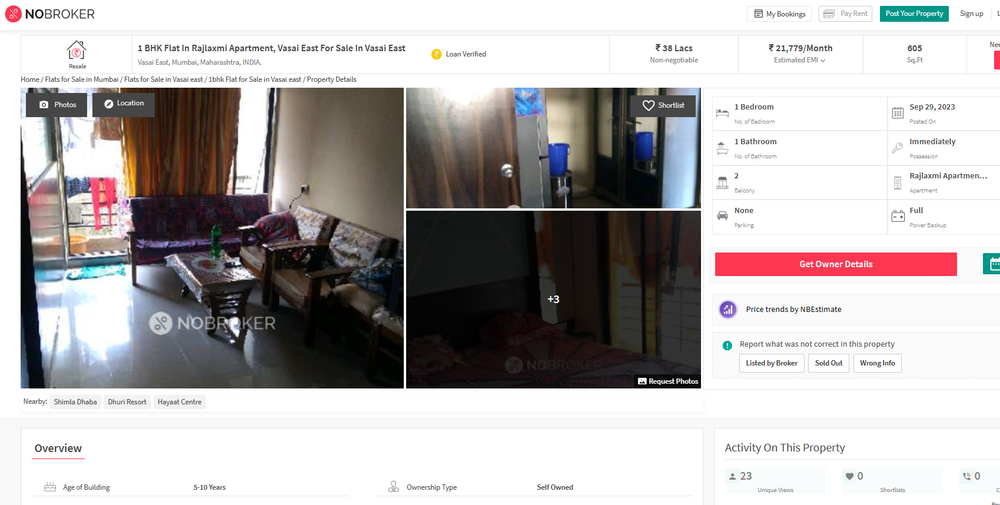 NOBROKER
My Bookings
Pay Rent
Post Your Property
Sign up
Resale
1 BHK Flat In Rajlaxmi Apartment, Vasai East For Sale In Vasai East
Vasai East, Mumbai, Maharashtra, INDIA.
Loan Verified
₹ 38 Lacs
Non-negotiable
₹ 21,779/Month
Estimated EMI
605
Sq.Ft
Home / Flats for Sale in Mumbai / Flats for Sale in Vasai east / 1bhk Flat for Sale in Vasai east / Property Details
Photos
Location
Shortlist
NOBROKER
+3
NOBROKER
Request Photos
1 Bedroom
No. of Bedroom
Sep 29, 2023
Posted On
1 Bathroom
No. of Bathroom
Immediately
Possession
2
Balcony
Rajlaxmi Apartmen...
Apartment
None
Parking
Full
Power Backup
Get Owner Details
Price trends by NBEstimate
Report what was not correct in this property
Listed by Broker
Sold Out
Wrong Info
Nearby: Shimla Dhaba Dhuri Resort Hayaat Centre
Overview
Age of Building 5-10 Years
Ownership Type Self Owned
Activity On This Property
23
Unique Views
0
Shortlists
0